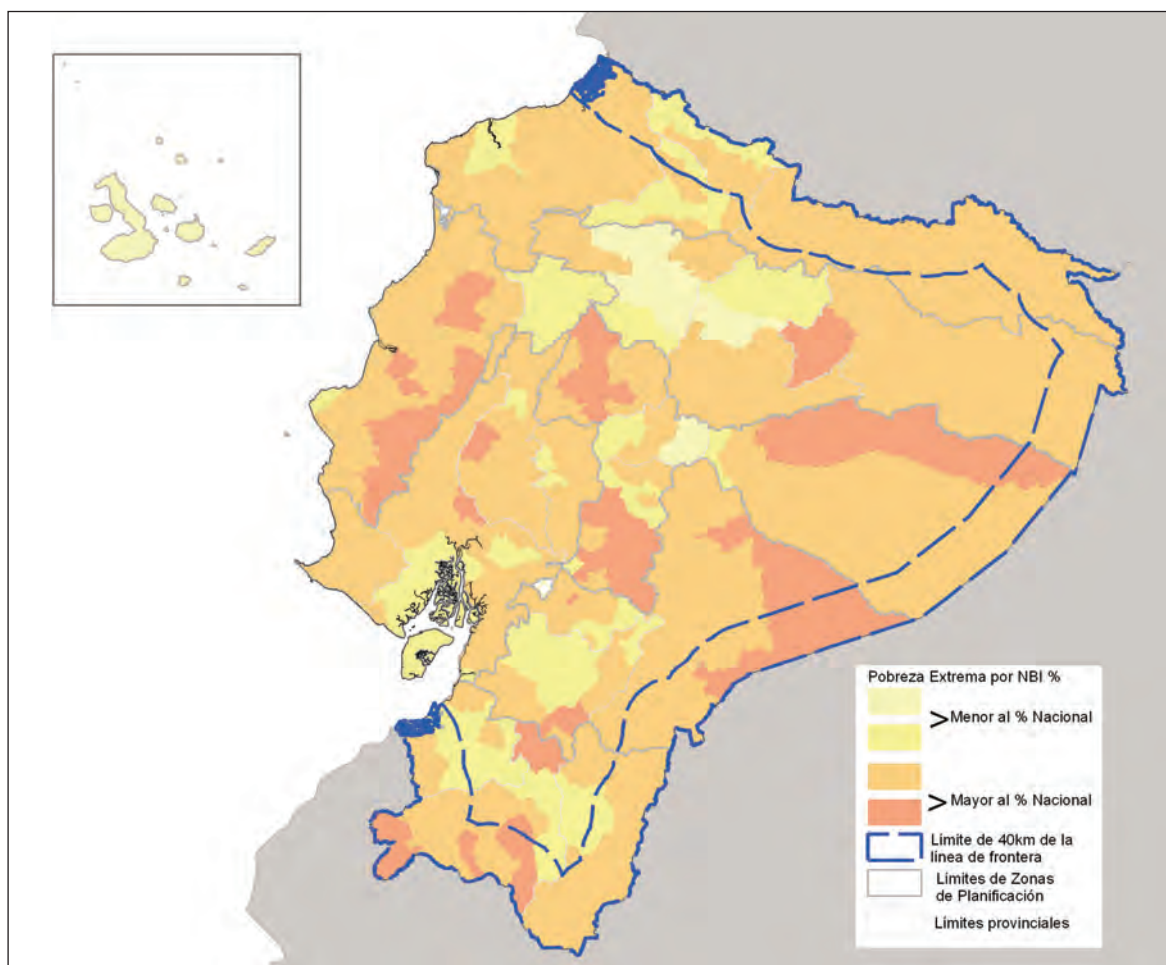 Pobreza Extrema por NBI %
> Menor al % Nacional
> Mayor al % Nacional
Límite de 40km de la
línea de frontera
Límites de Zonas
de Planificación
Límites provinciales